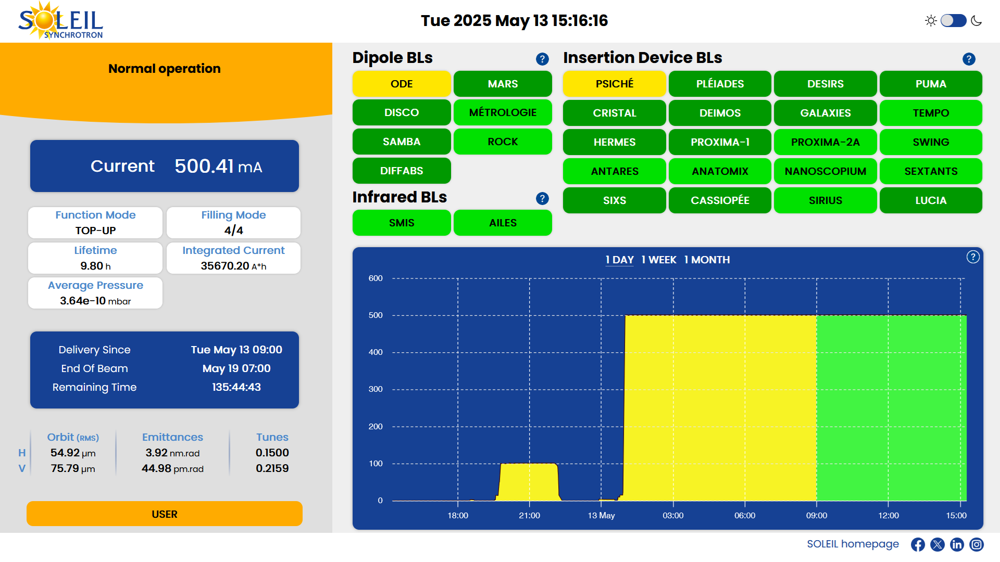 SOLEIL
SYNCHROTRON
Tue 2025 May 13 15:16:16
Normal operation
Current 500.41 mA
Function Mode
TOP-UP
Filling Mode
4/4
Lifetime
9.80 h
Integrated Current
35670.20 A*h
Average Pressure
3.64e-10 mbar
Delivery Since Tue May 13 09:00
End Of Beam May 19 07:00
Remaining Time 135:44:43
Orbit (RMS) Emittances Tunes
H 54.92 µm 3.92 nm.rad 0.1500
V 75.79 µm 44.98 pm.rad 0.2159
USER
Dipole BLs ?
ODE MARS
DISCO MÉTROLOGIE
SAMBA ROCK
DIFFABS
Infrared BLs ?
SMIS AILES
Insertion Device BLs ?
PSICHÉ PLÉIADES DESIRS PUMA
CRISTAL DEIMOS GALAXIES TEMPO
HERMES PROXIMA-1 PROXIMA-2A SWING
ANTARES ANATOMIX NANOSCOPIUM SEXTANTS
SIXS CASSIOPÉE SIRIUS LUCIA
1 DAY 1 WEEK 1 MONTH ?
600
500
400
300
200
100
0
18:00 21:00 13 May 03:00 06:00 09:00 12:00 15:00
SOLEIL homepage